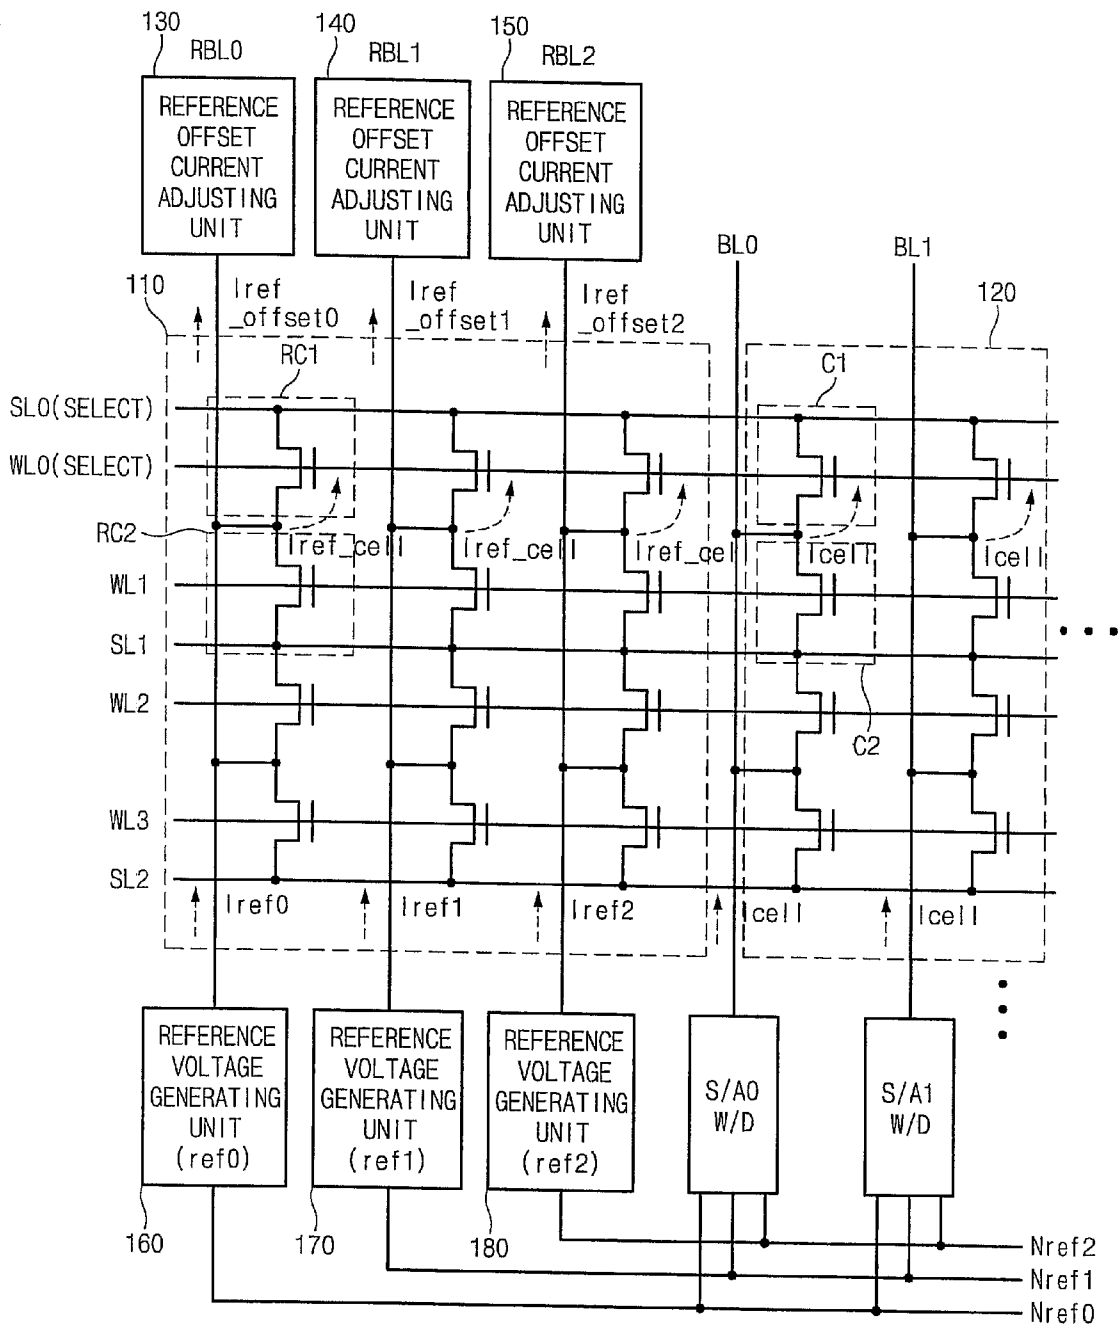 130
140
150
RBL0
RBL1
RBL2
REFERENCE
OFFSET
CURRENT
ADJUSTING
UNIT
REFERENCE
OFFSET
CURRENT
ADJUSTING
UNIT
REFERENCE
OFFSET
CURRENT
ADJUSTING
UNIT
BL0
BL1
110
Iref
_offset0
Iref
_offset1
Iref
_offset2
120
RC1
C1
SL0(SELECT)
WL0(SELECT)
RC2
Iref_cell
Iref_cell
Iref_cel
Icell
Icell
WL1
SL1
WL2
C2
WL3
SL2
Iref0
Iref1
Iref2
Icell
Icell
REFERENCE
VOLTAGE
GENERATING
UNIT
(ref0)
REFERENCE
VOLTAGE
GENERATING
UNIT
(ref1)
REFERENCE
VOLTAGE
GENERATING
UNIT
(ref2)
S/A0
W/D
S/A1
W/D
160
170
180
Nref2
Nref1
Nref0